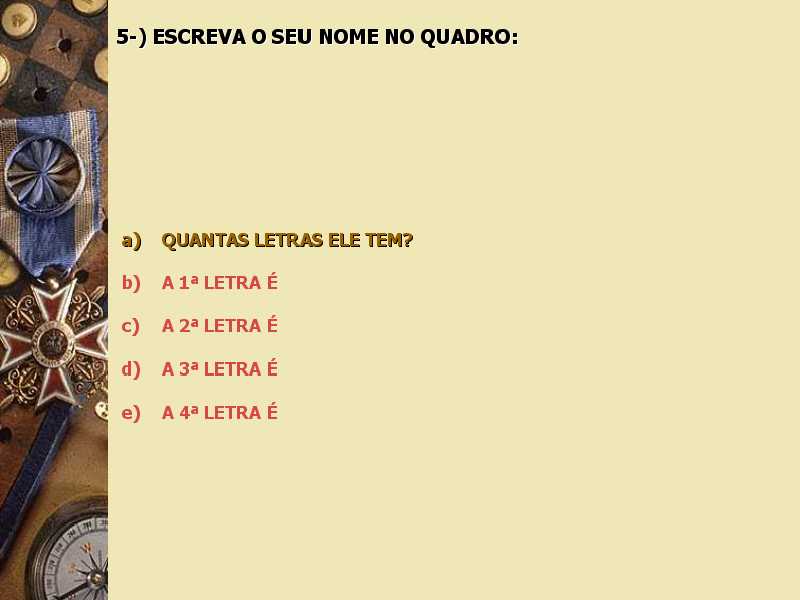 5-) ESCREVA O SEU NOME NO QUADRO:
a) QUANTAS LETRAS ELE TEM?
b) A 1ª LETRA É
c) A 2ª LETRA É
d) A 3ª LETRA É
e) A 4ª LETRA É